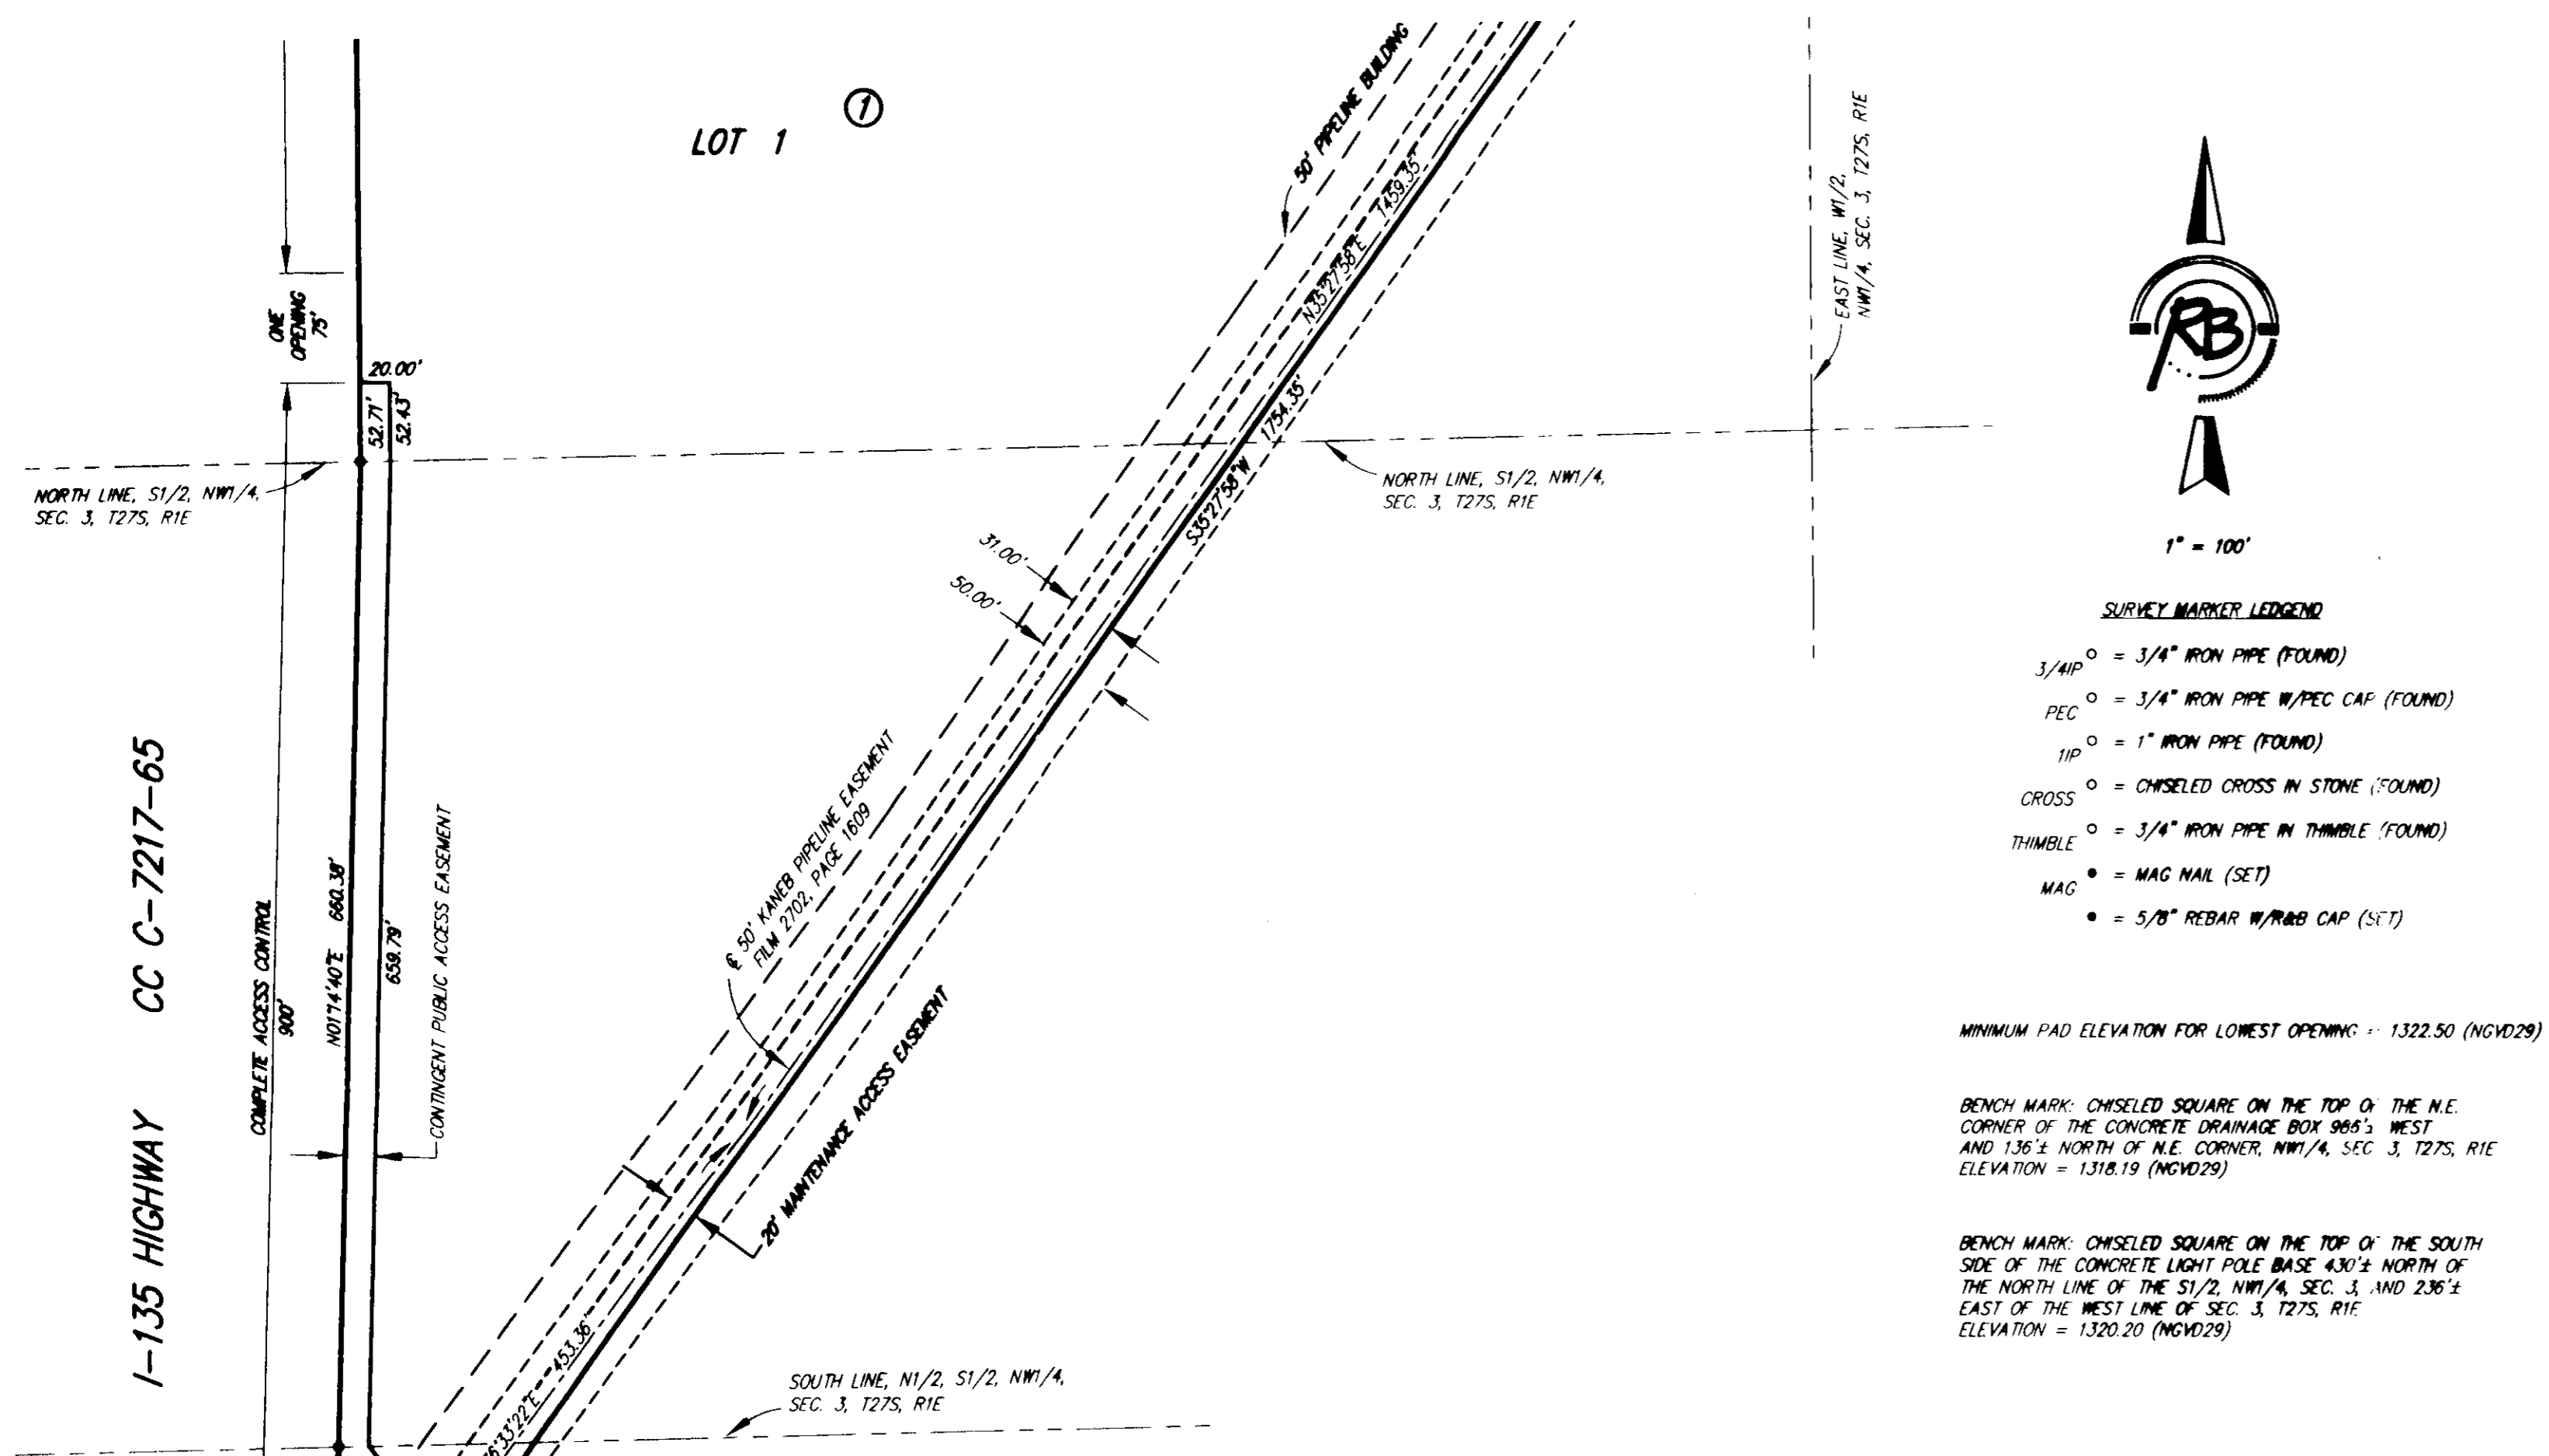 LOT 1
1
50' PIPELINE BUILDING
N35°27'58"E 1459.35'
S35°27'58"W 1754.35'
EAST LINE, W1/2,
NW1/4, SEC. 3, T27S, R1E
ONE
OPENING
75'
20.00'
52.71'
52.43'
NORTH LINE, S1/2, NW1/4,
SEC. 3, T27S, R1E
NORTH LINE, S1/2, NW1/4,
SEC. 3, T27S, R1E
31.00'
50.00'
I-135 HIGHWAY CC C-7217-65
COMPLETE ACCESS CONTROL
900'
N01°14'40"E 660.38'
659.79'
CONTINGENT PUBLIC ACCESS EASEMENT
℄ 50' KANEB PIPELINE EASEMENT
FILM 2702, PAGE 1609
20' MAINTENANCE ACCESS EASEMENT
6°33'22"E 453.36'
SOUTH LINE, N1/2, S1/2, NW1/4,
SEC. 3, T27S, R1E
RB
1" = 100'
SURVEY MARKER LEDGEND
3/4IP = 3/4" IRON PIPE (FOUND)
PEC = 3/4" IRON PIPE W/PEC CAP (FOUND)
1IP = 1" IRON PIPE (FOUND)
CROSS = CHISELED CROSS IN STONE (FOUND)
THIMBLE = 3/4" IRON PIPE IN THIMBLE (FOUND)
MAG = MAG NAIL (SET)
= 5/8" REBAR W/R&B CAP (SET)
MINIMUM PAD ELEVATION FOR LOWEST OPENING = 1322.50 (NGVD29)
BENCH MARK: CHISELED SQUARE ON THE TOP OF THE N.E.
CORNER OF THE CONCRETE DRAINAGE BOX WEST
AND 136'± NORTH OF N.E. CORNER, NW1/4, SEC 3, T27S, R1E
ELEVATION = 1318.19 (NGVD29)
BENCH MARK: CHISELED SQUARE ON THE TOP OF THE SOUTH
SIDE OF THE CONCRETE LIGHT POLE BASE 430'± NORTH OF
THE NORTH LINE OF THE S1/2, NW1/4, SEC. 3, AND 236'±
EAST OF THE WEST LINE OF SEC. 3, T27S, R1E
ELEVATION = 1320.20 (NGVD29)